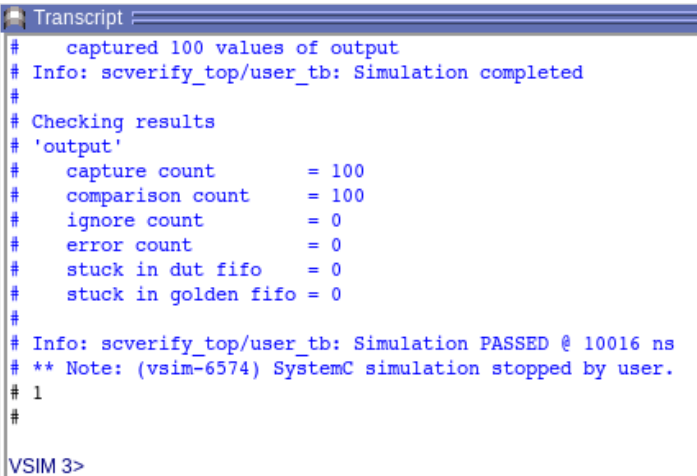 Transcript
#    captured 100 values of output
# Info: scverify_top/user_tb: Simulation completed
#
# Checking results
# 'output'
#    capture count        = 100
#    comparison count     = 100
#    ignore count         = 0
#    error count          = 0
#    stuck in dut fifo    = 0
#    stuck in golden fifo = 0
#
# Info: scverify_top/user_tb: Simulation PASSED @ 10016 ns
# ** Note: (vsim-6574) SystemC simulation stopped by user.
# 1
#
VSIM 3>